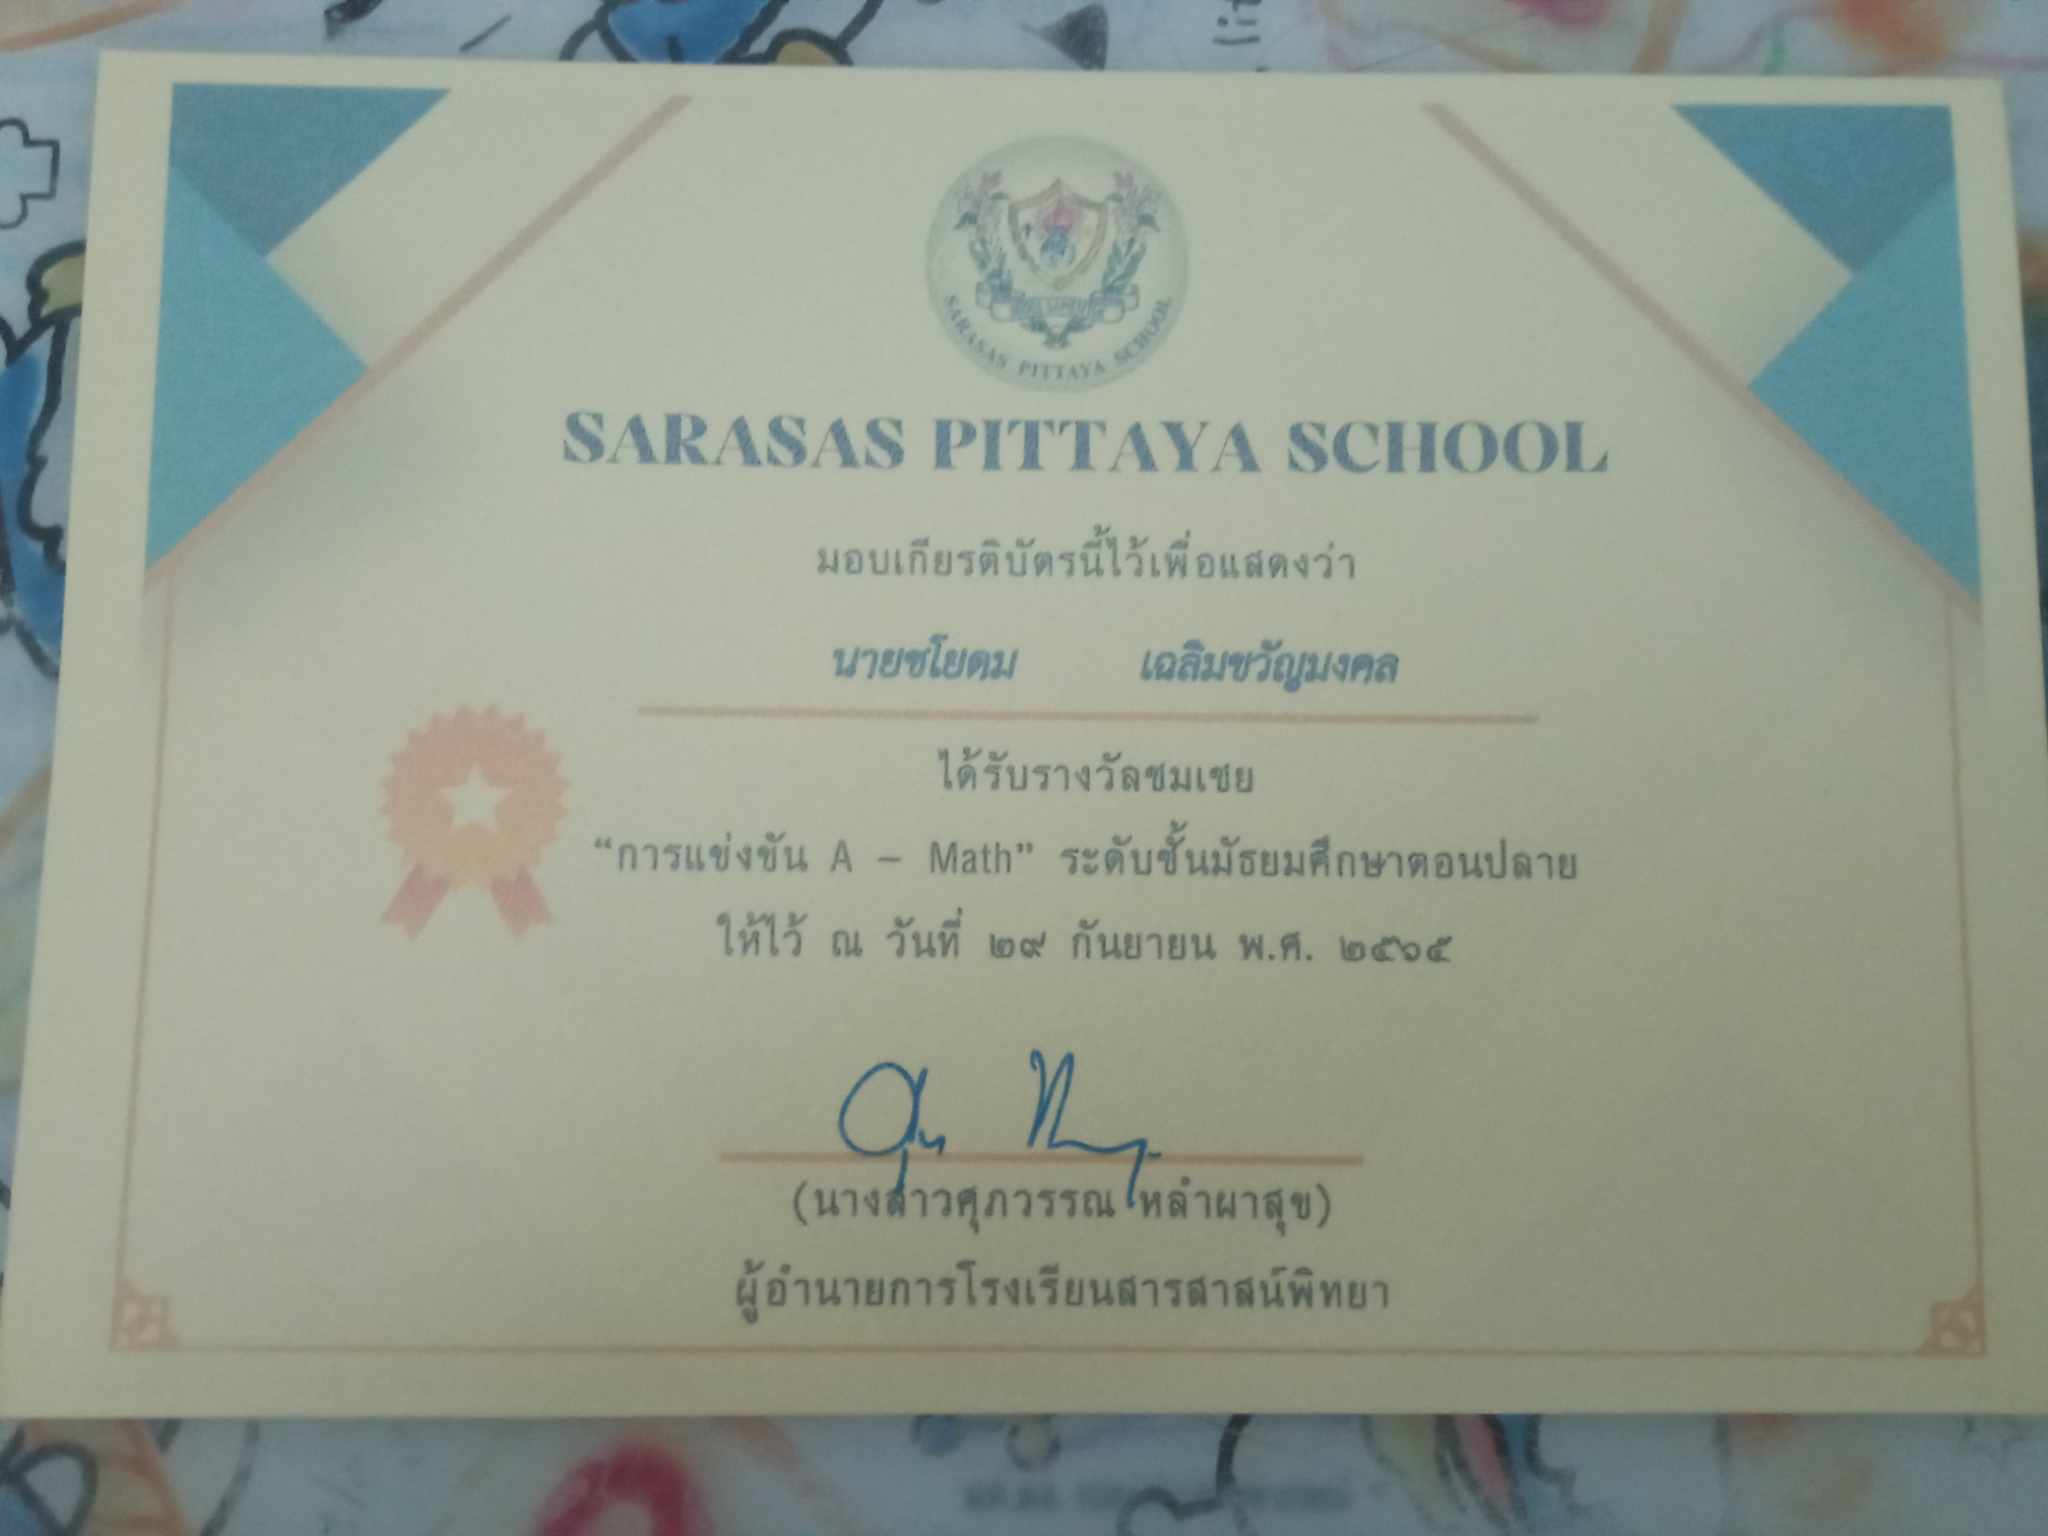 SARASAS PITTAYA SCHOOL
SARASAS PITTAYA SCHOOL
มอบเกียรติบัตรนี้ไว้เพื่อแสดงว่า
นายชโยดม เฉลิมขวัญมงคล
ได้รับรางวัลชมเชย
“การแข่งขัน A – Math” ระดับชั้นมัธยมศึกษาตอนปลาย
ให้ไว้ ณ วันที่ ๒๙ กันยายน พ.ศ. ๒๕๖๕
(นางสาวศุภวรรณ หลำผาสุข)
ผู้อำนวยการโรงเรียนสารสาสน์พิทยา